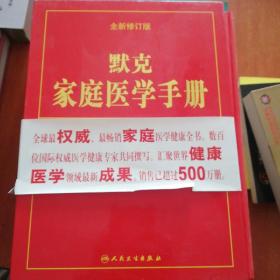 全新修订版
默克
家庭医学手册
全球最权威、最畅销家庭医学健康全书。数百
位国际权威医学健康专家共同撰写，汇聚世界健康
医学领域最新成果，销售已超过500万册。
人民卫生出版社